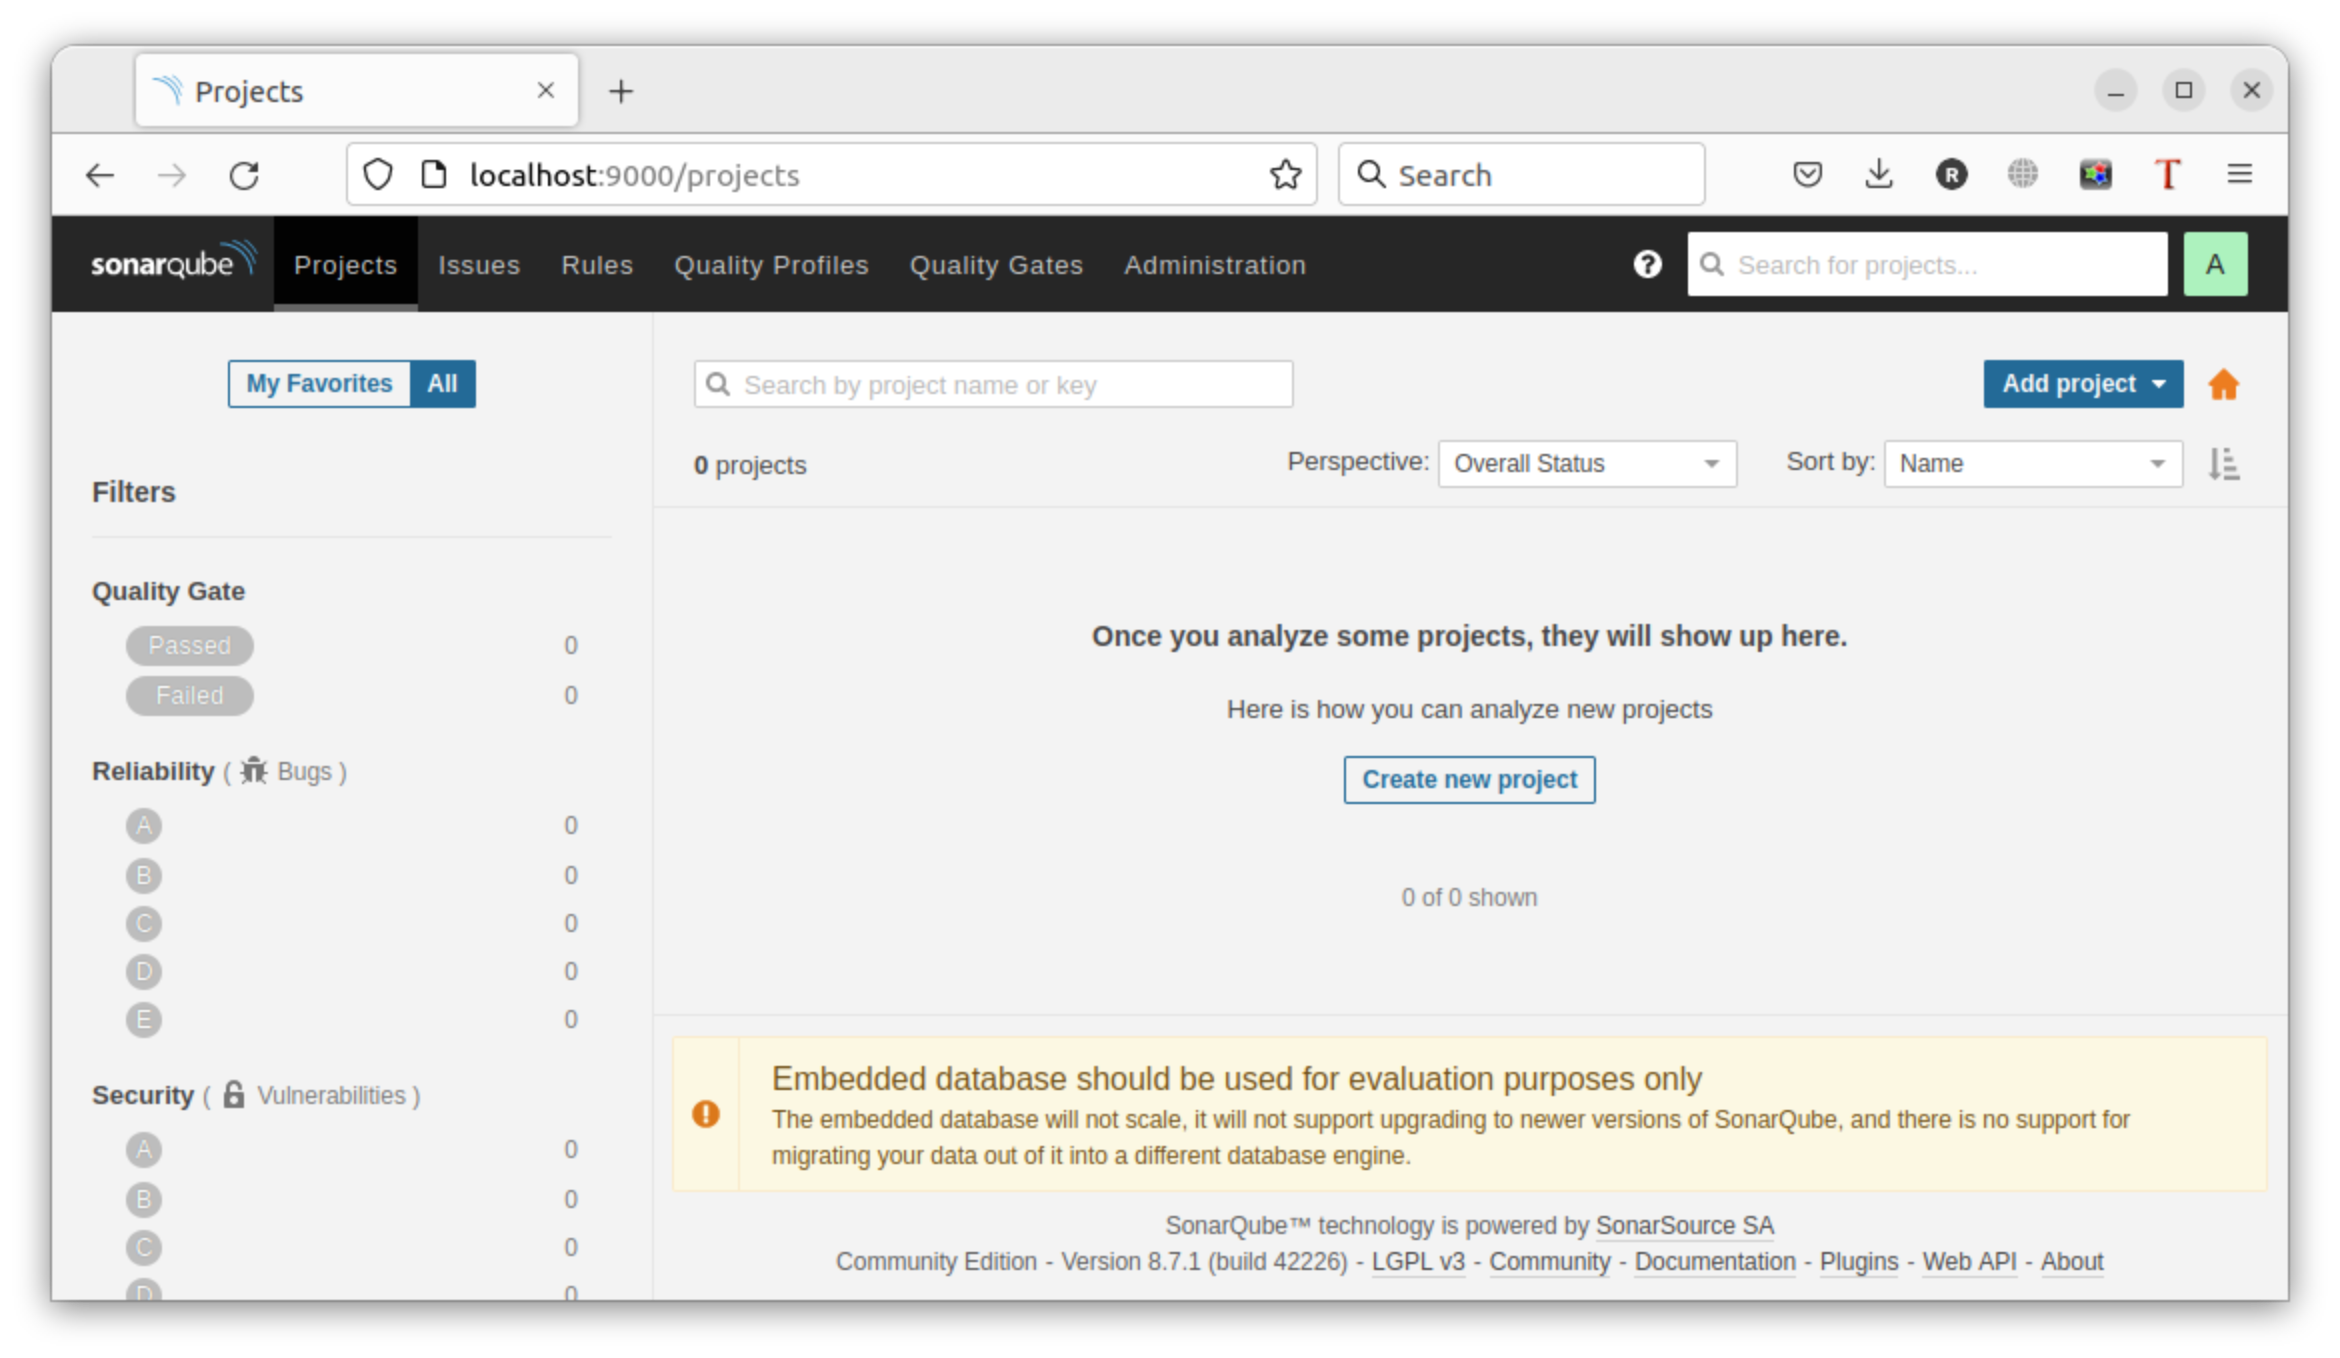 Projects
localhost:9000/projects
Search
R
T
sonarqube
Projects
Issues
Rules
Quality Profiles
Quality Gates
Administration
?
Search for projects...
A
My Favorites
All
Filters
Quality Gate
Passed 0
Failed 0
Reliability ( Bugs )
A 0
B 0
C 0
D 0
E 0
Security ( Vulnerabilities )
A 0
B 0
C 0
D 0
Search by project name or key
Add project
0 projects
Perspective: Overall Status
Sort by: Name
Once you analyze some projects, they will show up here.
Here is how you can analyze new projects
Create new project
0 of 0 shown
Embedded database should be used for evaluation purposes only
The embedded database will not scale, it will not support upgrading to newer versions of SonarQube, and there is no support for
migrating your data out of it into a different database engine.
SonarQube™ technology is powered by SonarSource SA
Community Edition - Version 8.7.1 (build 42226) - LGPL v3 - Community - Documentation - Plugins - Web API - About